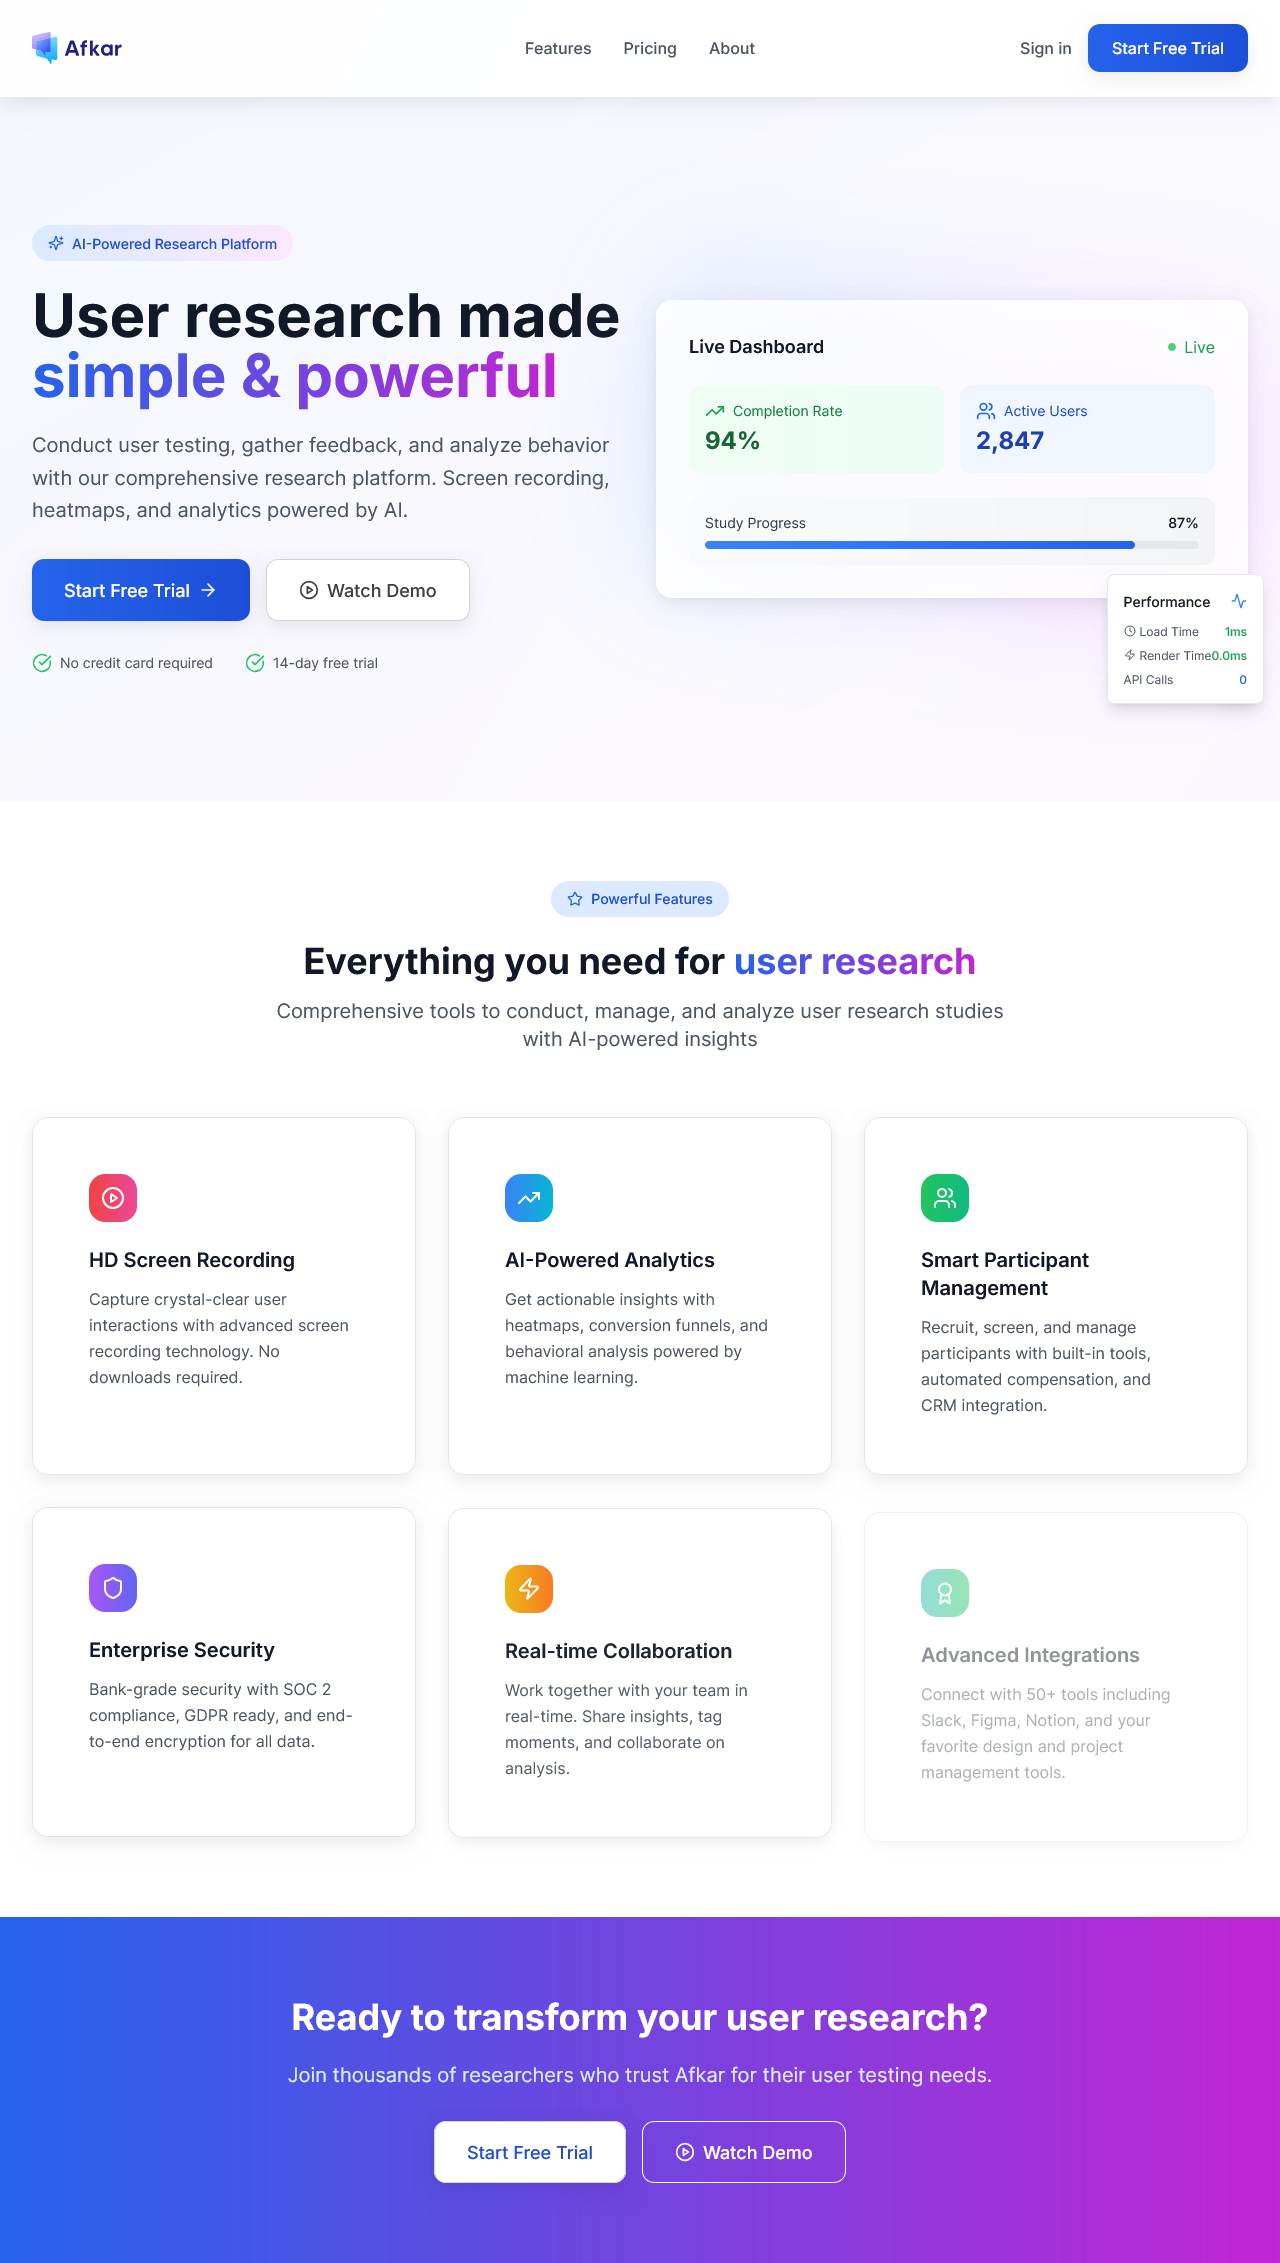 Afkar
Features
Pricing
About
Sign in
Start Free Trial
AI-Powered Research Platform
User research made
simple & powerful
Conduct user testing, gather feedback, and analyze behavior
with our comprehensive research platform. Screen recording,
heatmaps, and analytics powered by AI.
Start Free Trial
Watch Demo
No credit card required
14-day free trial
Live Dashboard
Live
Completion Rate
94%
Active Users
2,847
Study Progress
87%
Performance
Load Time
1ms
Render Time
0.0ms
API Calls
0
Powerful Features
Everything you need for user research
Comprehensive tools to conduct, manage, and analyze user research studies
with AI-powered insights
HD Screen Recording
Capture crystal-clear user
interactions with advanced screen
recording technology. No
downloads required.
AI-Powered Analytics
Get actionable insights with
heatmaps, conversion funnels, and
behavioral analysis powered by
machine learning.
Smart Participant
Management
Recruit, screen, and manage
participants with built-in tools,
automated compensation, and
CRM integration.
Enterprise Security
Bank-grade security with SOC 2
compliance, GDPR ready, and end-
to-end encryption for all data.
Real-time Collaboration
Work together with your team in
real-time. Share insights, tag
moments, and collaborate on
analysis.
Advanced Integrations
Connect with 50+ tools including
Slack, Figma, Notion, and your
favorite design and project
management tools.
Ready to transform your user research?
Join thousands of researchers who trust Afkar for their user testing needs.
Start Free Trial
Watch Demo